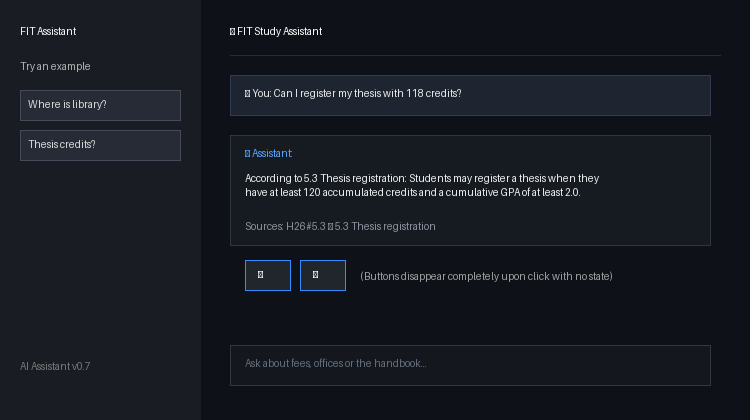 FIT Assistant
Try an example
Where is library?
Thesis credits?
AI Assistant v0.7
FIT Study Assistant
You: Can I register my thesis with 118 credits?
Assistant
According to 5.3 Thesis registration: Students may register a thesis when they
have at least 120 accumulated credits and a cumulative GPA of at least 2.0.
Sources: H26#5.3 5.3 Thesis registration
(Buttons disappear completely upon click with no state)
Ask about fees, offices or the handbook...